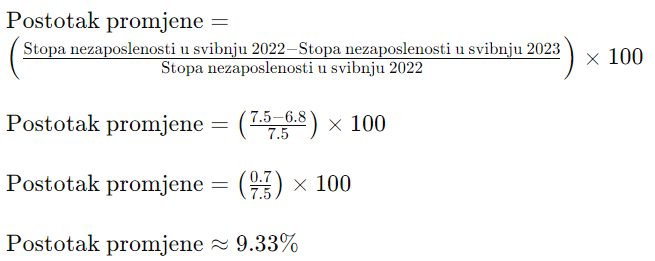 Postotak promjene =
(Stopa nezaposlenosti u svibnju 2022−Stopa nezaposlenosti u svibnju 2023 / Stopa nezaposlenosti u svibnju 2022) × 100
Postotak promjene = (7.5−6.8 / 7.5) × 100
Postotak promjene = (0.7 / 7.5) × 100
Postotak promjene ≈ 9.33%